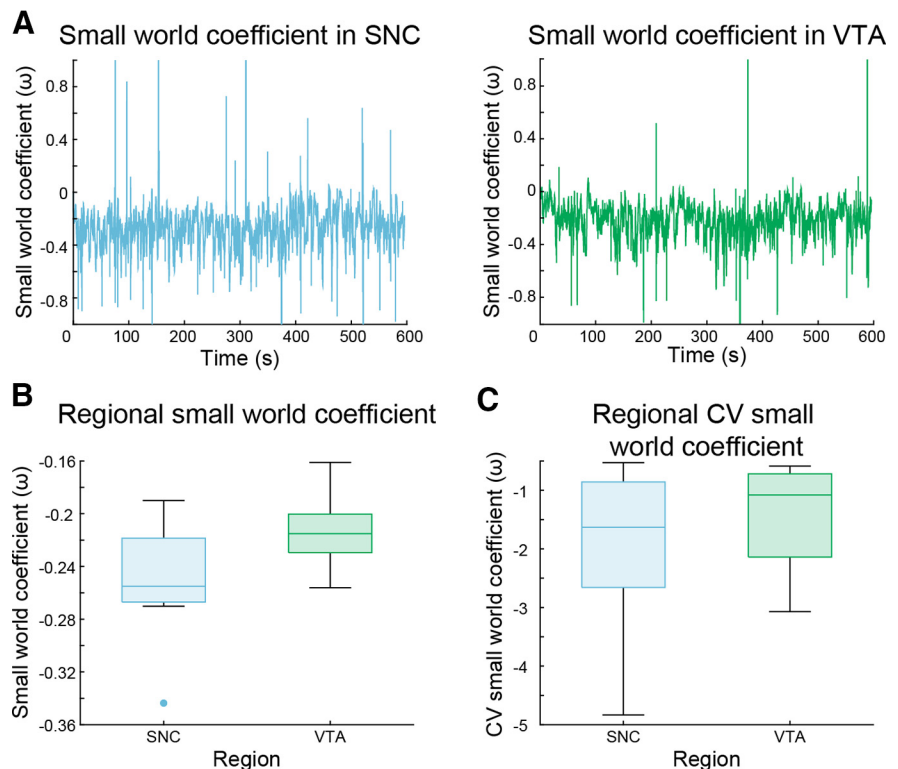 A
Small world coefficient in SNC
Small world coefficient (ω)
0.8
0.4
0
-0.4
-0.8
0 100 200 300 400 500 600
Time (s)
Small world coefficient in VTA
Small world coefficient (ω)
0.8
0.4
0
-0.4
-0.8
0 100 200 300 400 500 600
Time (s)
B
Regional small world coefficient
Small world coefficient (ω)
-0.16
-0.2
-0.24
-0.28
-0.32
-0.36
SNC VTA
Region
C
Regional CV small
world coefficient
CV small world coefficient (ω)
-1
-2
-3
-4
-5
SNC VTA
Region